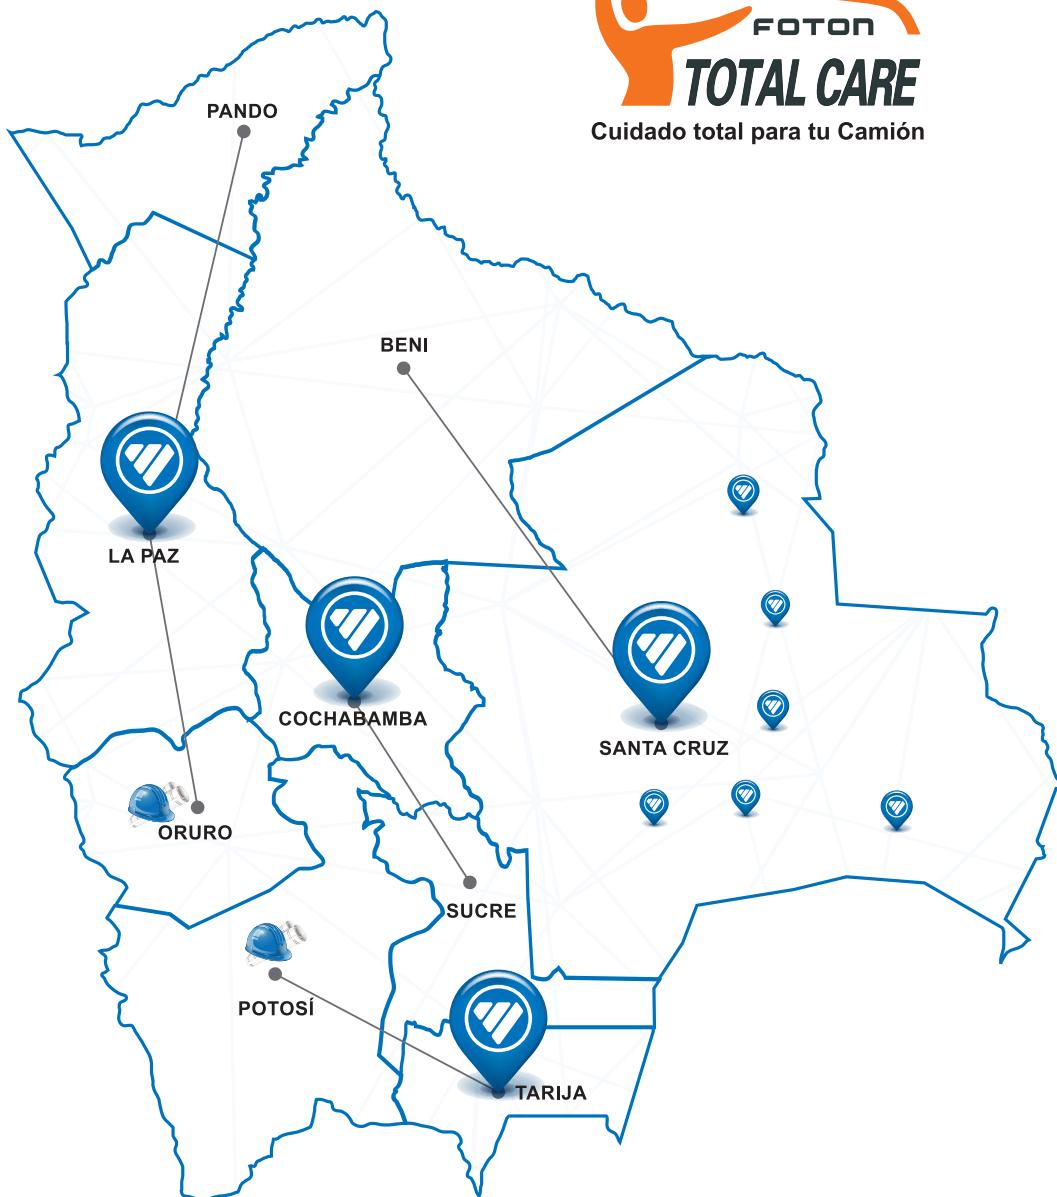 FOTON
TOTAL CARE
Cuidado total para tu Camión
PANDO
BENI
LA PAZ
COCHABAMBA
SANTA CRUZ
ORURO
SUCRE
POTOSÍ
TARIJA